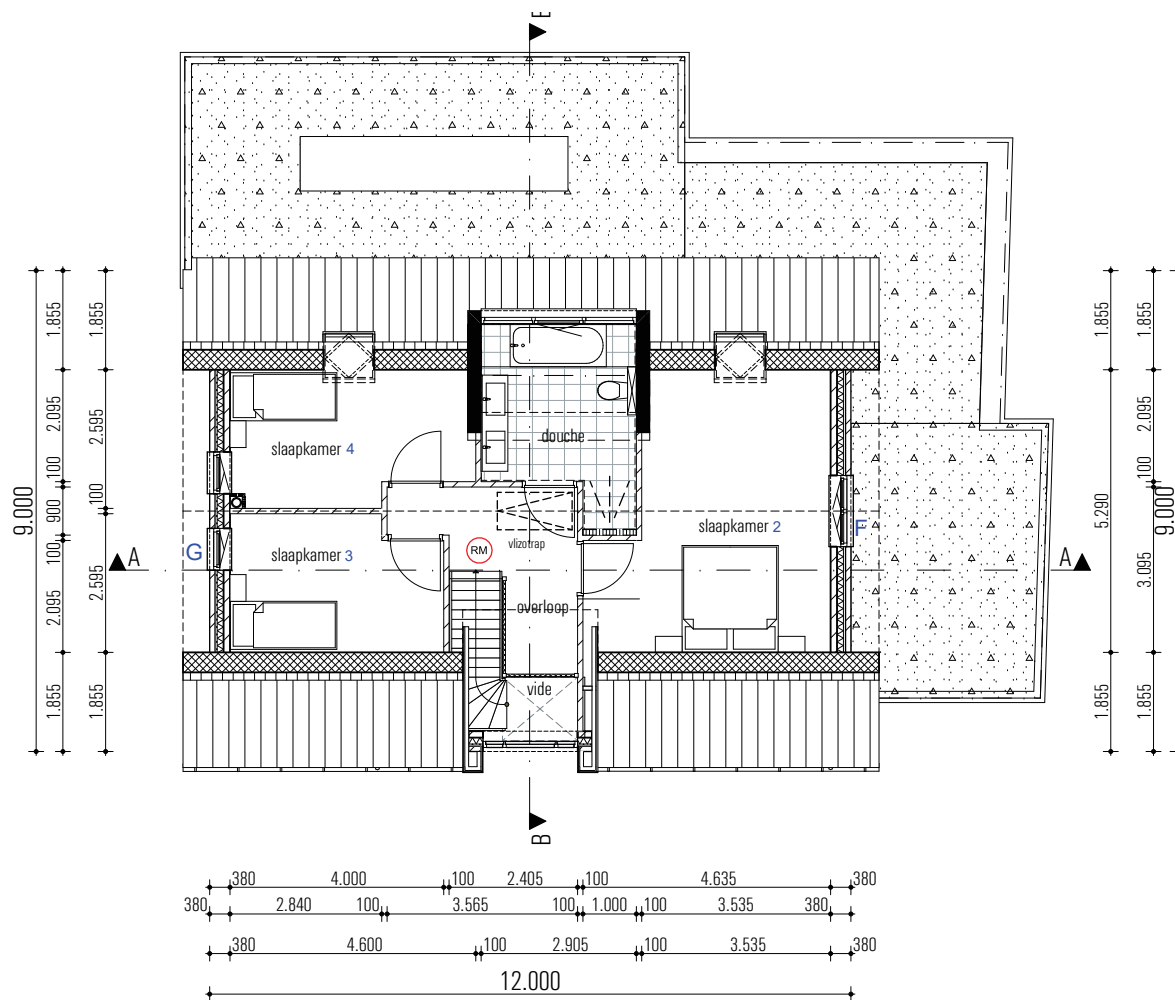 B
1.855
1.855
2.095
2.595
100
900
100
100
2.095
2.595
1.855
1.855
9.000
1.855
1.855
5.290
2.095
100
3.095
1.855
1.855
9.000
slaapkamer 4
douche
slaapkamer 2
slaapkamer 3
vlizotrap
RM
overloop
vide
G
F
A
A
B
380 4.000 100 2.405 100 4.635 380
380 2.840 100 3.565 100 1.000 100 3.535 380
380 4.600 100 2.905 100 3.535 380
12.000